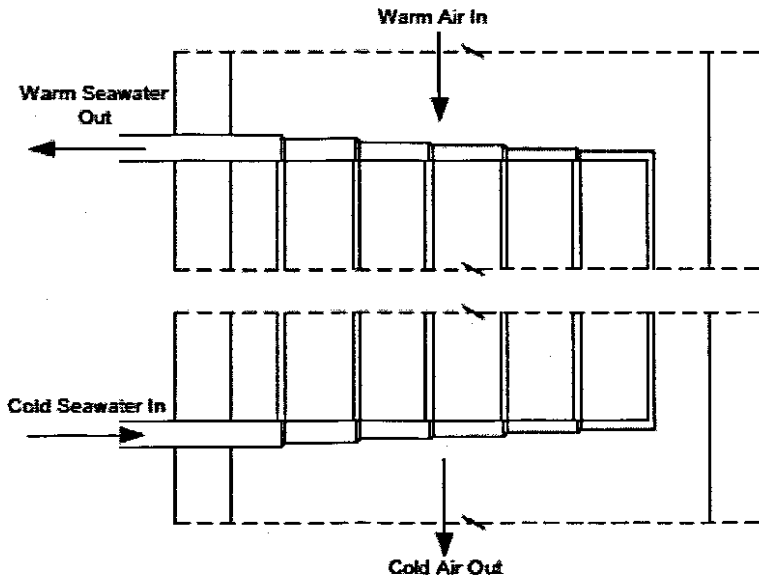 Warm Air In
Warm Seawater
Out
Cold Seawater In
Cold Air Out